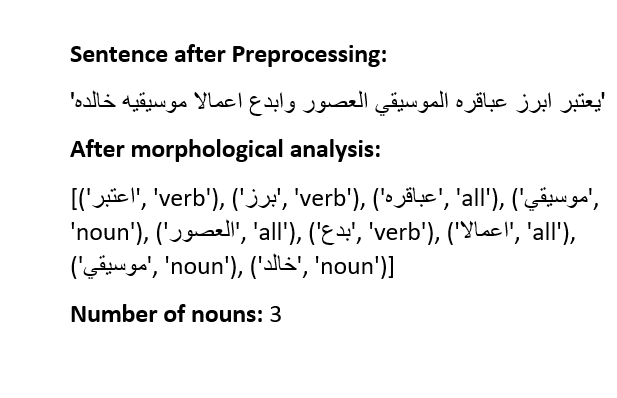 Sentence after Preprocessing:
'يعتبر ابرز عباقره الموسيقي العصور وابدع اعمالا موسيقيه خالده'
After morphological analysis:
[('اعتبر', 'verb'), ('برز', 'verb'), ('عباقره', 'all'), ('موسيقي',
'noun'), ('العصور', 'all'), ('بدع', 'verb'), ('اعمالا', 'all'),
('موسيقي', 'noun'), ('خالد', 'noun')]
Number of nouns: 3